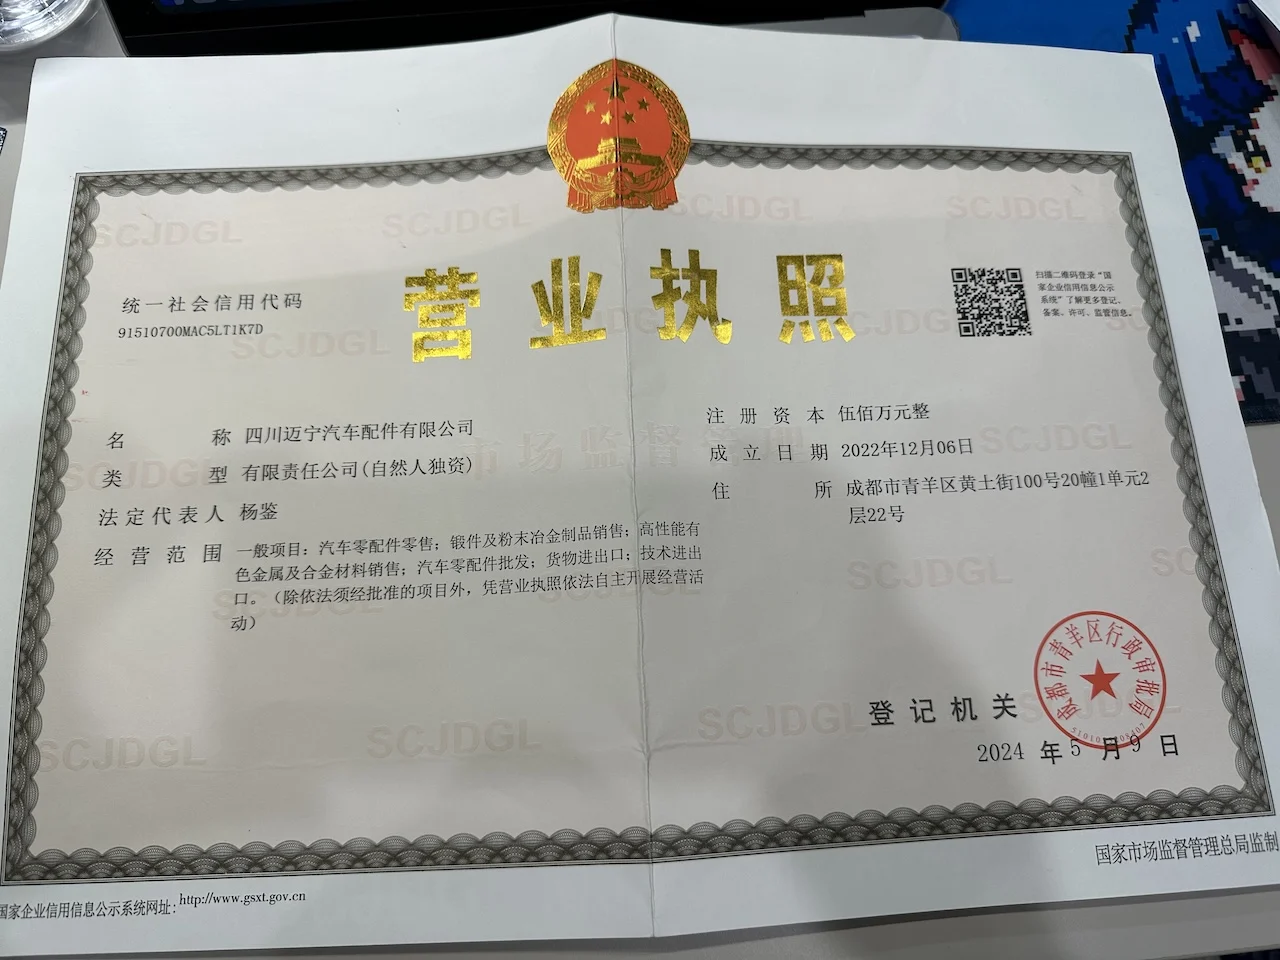 营业执照
统一社会信用代码
91510700MAC5LT1K7D
扫描二维码登录“国
家企业信用信息公示
系统”了解更多登记、
备案、许可、监管信息。
名称 四川迈宁汽车配件有限公司
类型 有限责任公司(自然人独资)
法定代表人 杨鉴
经营范围 一般项目：汽车零配件零售；锻件及粉末冶金制品销售；高性能有
色金属及合金材料销售；汽车零配件批发；货物进出口；技术进出
口。（除依法须经批准的项目外，凭营业执照依法自主开展经营活
动）
注册资本 伍佰万元整
成立日期 2022年12月06日
住所 成都市青羊区黄土街100号20幢1单元2
层22号
SCJDGL
市场监督管理
登记机关
成都市青羊区行政审批局
2024年5月9日
国家企业信用信息公示系统网址：http://www.gsxt.gov.cn
国家市场监督管理总局监制